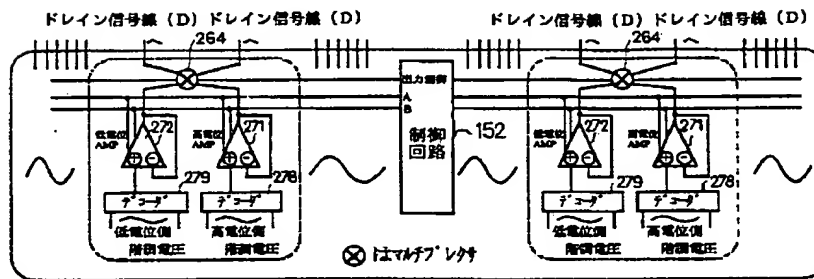 ドレイン信号線(D) ドレイン信号線(D)
ドレイン信号線(D) ドレイン信号線(D)
264
264
出力制御
A
B
制御
回路
152
低電位
AMP
272
高電位
AMP
271
低電位
AMP
272
高電位
AMP
271
279
278
279
278
デコーダ
デコーダ
デコーダ
デコーダ
低電位側
階調電圧
高電位側
階調電圧
低電位側
階調電圧
高電位側
階調電圧
⊗ はマルチプレクサ